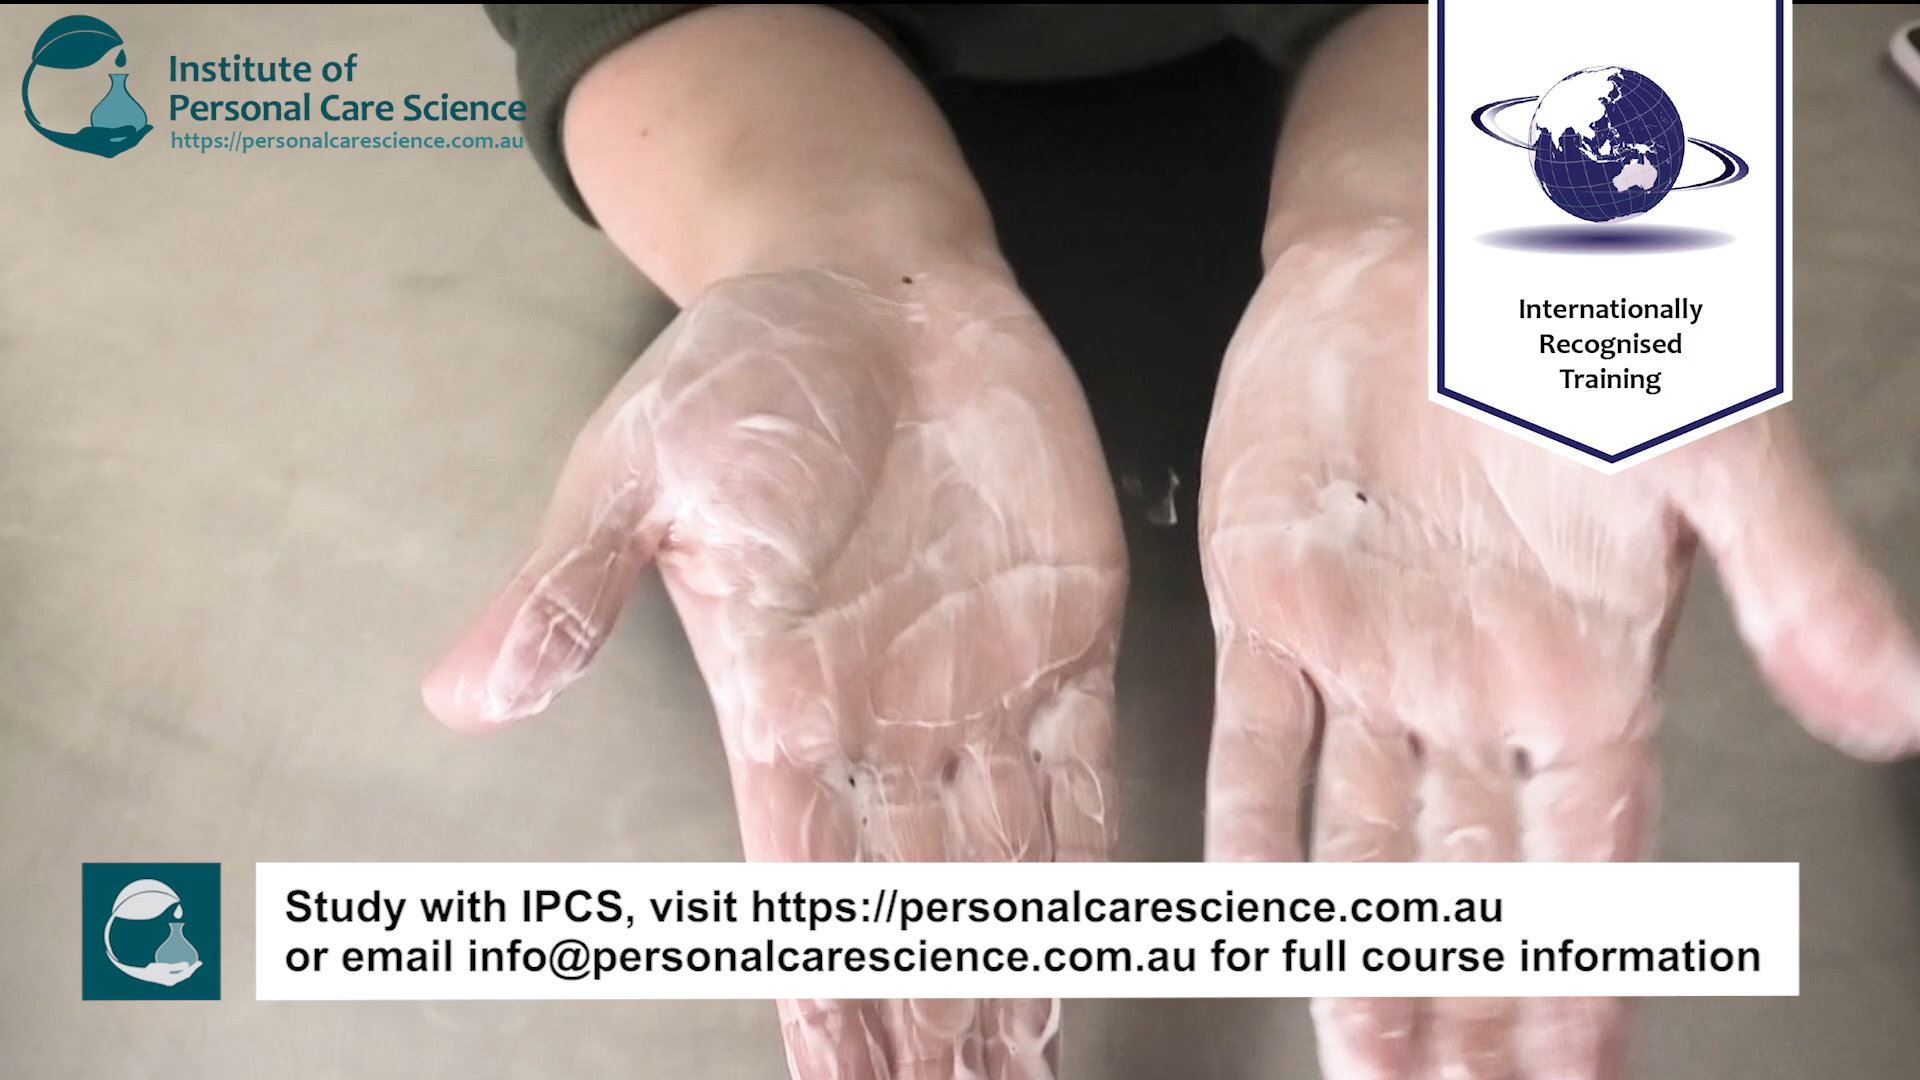 Institute of
Personal Care Science
https://personalcarescience.com.au
Internationally
Recognised
Training
Study with IPCS, visit https://personalcarescience.com.au
or email info@personalcarescience.com.au for full course information